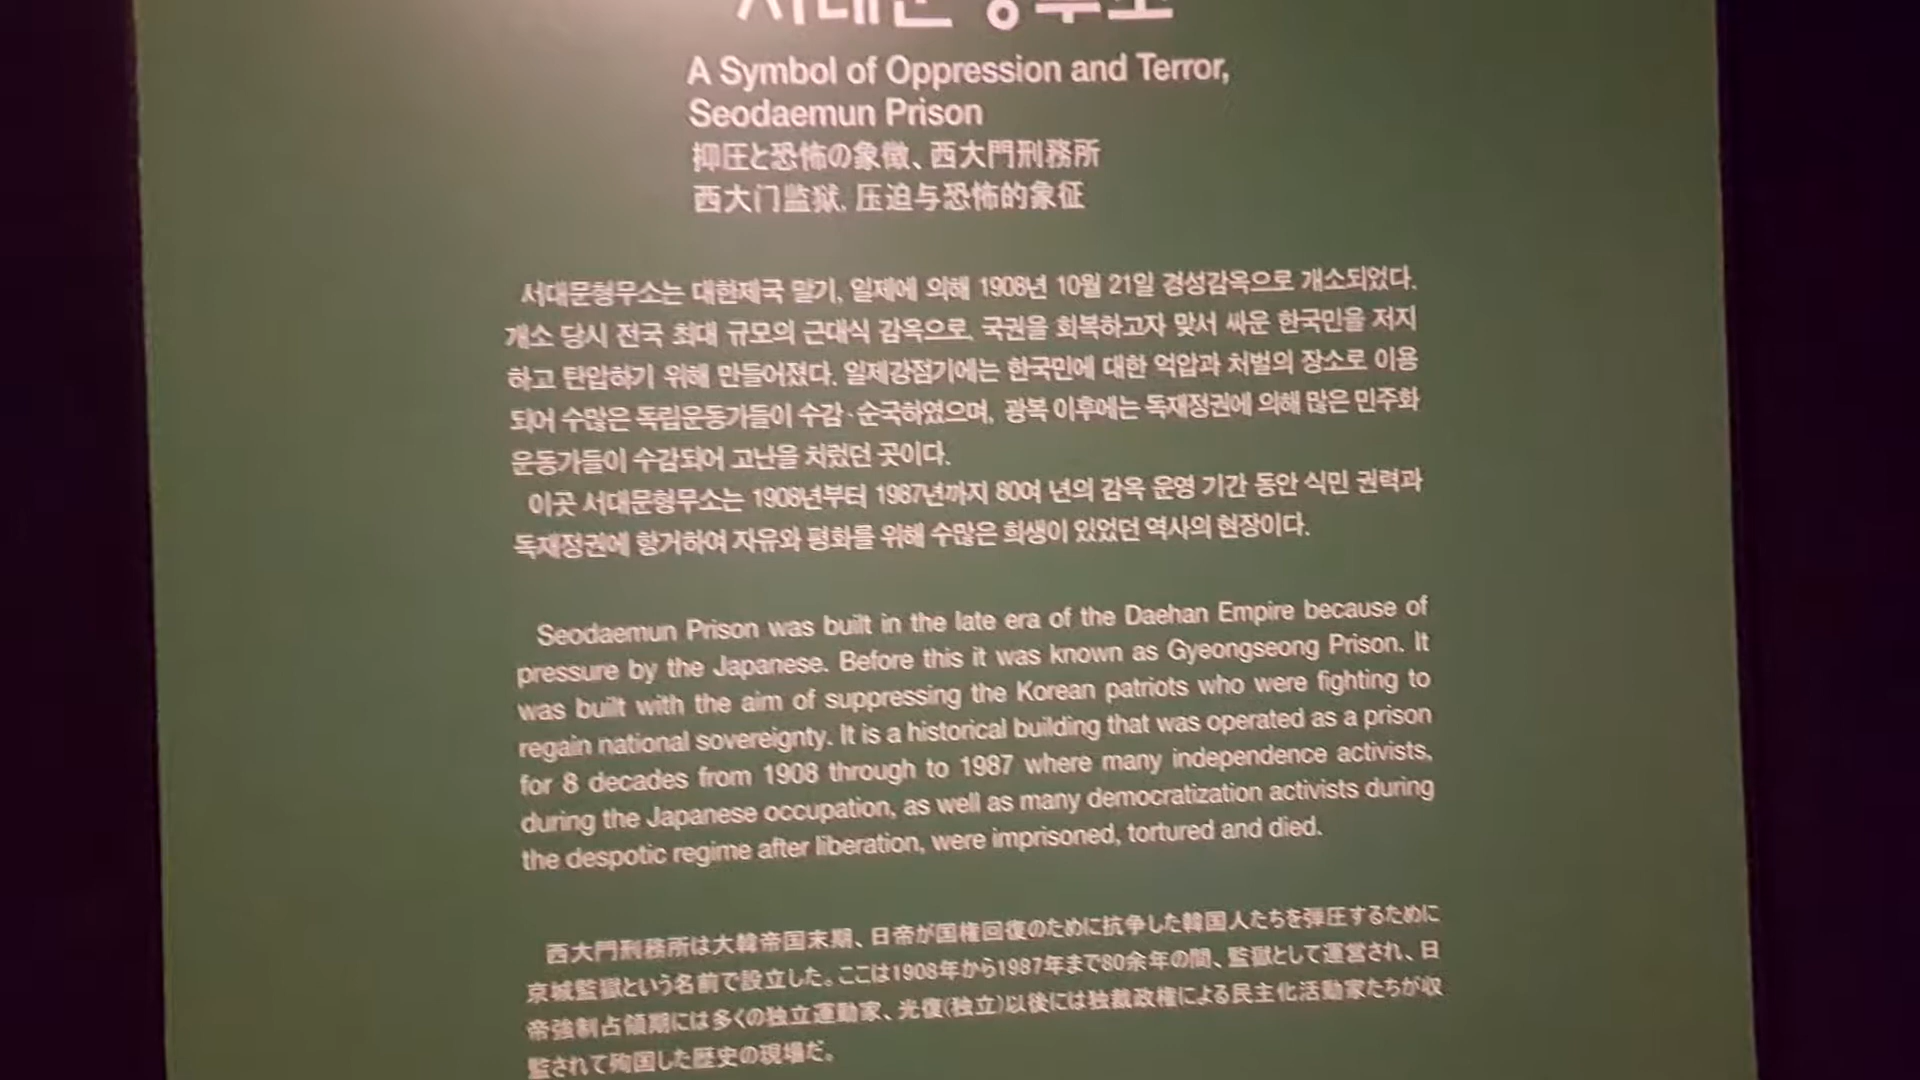 서대문형무소
A Symbol of Oppression and Terror,
Seodaemun Prison
抑圧と恐怖の象徴、西大門刑務所
西大门监狱, 压迫与恐怖的象征
서대문형무소는 대한제국 말기, 일제에 의해 1908년 10월 21일 경성감옥으로 개소되었다.
개소 당시 전국 최대 규모의 근대식 감옥으로, 국권을 회복하고자 맞서 싸운 한국민을 저지
하고 탄압하기 위해 만들어졌다. 일제강점기에는 한국민에 대한 억압과 처벌의 장소로 이용
되어 수많은 독립운동가들이 수감·순국하였으며, 광복 이후에는 독재정권에 의해 많은 민주화
운동가들이 수감되어 고난을 치렀던 곳이다.
이곳 서대문형무소는 1908년부터 1987년까지 80여 년의 감옥 운영 기간 동안 식민 권력과
독재정권에 항거하여 자유와 평화를 위해 수많은 희생이 있었던 역사의 현장이다.
Seodaemun Prison was built in the late era of the Daehan Empire because of
pressure by the Japanese. Before this it was known as Gyeongseong Prison. It
was built with the aim of suppressing the Korean patriots who were fighting to
regain national sovereignty. It is a historical building that was operated as a prison
for 8 decades from 1908 through to 1987 where many independence activists,
during the Japanese occupation, as well as many democratization activists during
the despotic regime after liberation, were imprisoned, tortured and died.
西大門刑務所は大韓帝国末期、日帝が国権回復のために抗争した韓国人たちを弾圧するために
京城監獄という名前で設立した。ここは1908年から1987年まで80余年の間、監獄として運営され、日
帝強制占領期には多くの独立運動家、光復(独立)以後には独裁政権による民主化活動家たちが収
監されて殉国した歴史の現場だ。